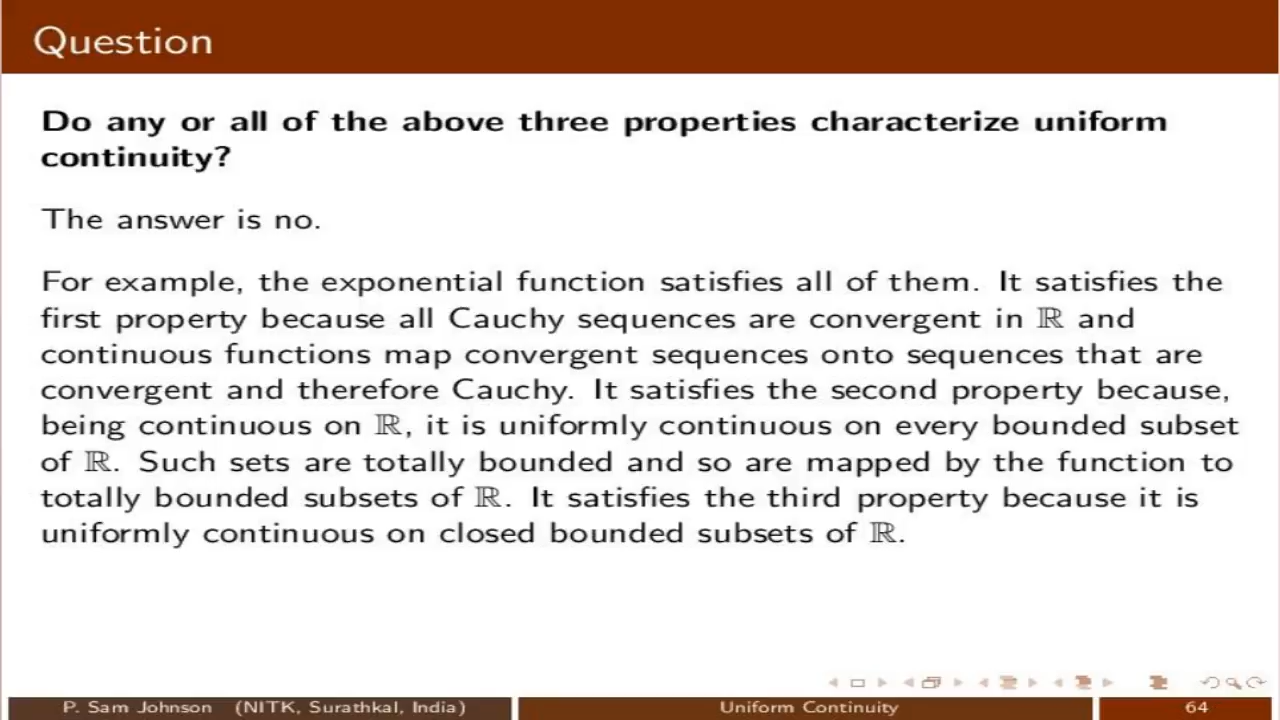 Question
Do any or all of the above three properties characterize uniform
continuity?
The answer is no.
For example, the exponential function satisfies all of them. It satisfies the
first property because all Cauchy sequences are convergent in ℝ and
continuous functions map convergent sequences onto sequences that are
convergent and therefore Cauchy. It satisfies the second property because,
being continuous on ℝ, it is uniformly continuous on every bounded subset
of ℝ. Such sets are totally bounded and so are mapped by the function to
totally bounded subsets of ℝ. It satisfies the third property because it is
uniformly continuous on closed bounded subsets of ℝ.
P. Sam Johnson (NITK, Surathkal, India) Uniform Continuity 64